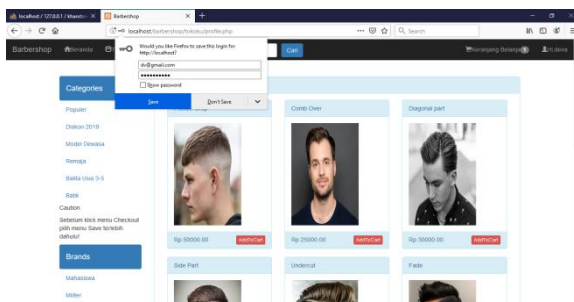 localhost / 127.0.0.1 / khanstor
Barbershop
localhost/barbershop/tokoku/profile.php
Search
Barbershop
Beranda
Cari
Keranjang Belanja
Hi,deva
Would you like Firefox to save this login for
http://localhost?
dv@gmail.com
Show password
Save
Don't Save
Categories
Populer
Diskon 2019
Model Dewasa
Remaja
Balita Usia 3-5
Batik
Caution
Sebelum klick menu Checkout
pilih menu Save terlebih
dahulu!
Brands
Mahasiswa
Militer
Comb Over
Diagonal part
Rp.50000.00
AddToCart
Rp.25000.00
AddToCart
Rp.30000.00
AddToCart
Side Part
Undercut
Fade